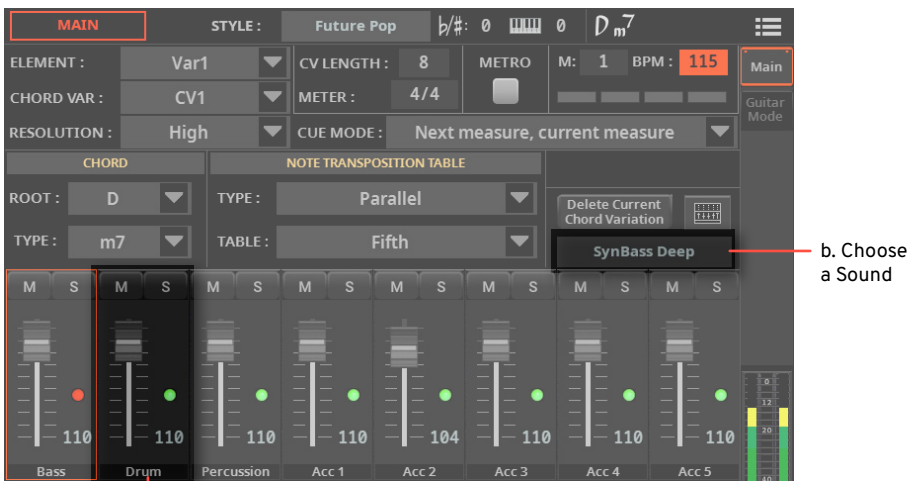 MAIN STYLE : Future Pop ♭/♯: 0 0 Dm7
ELEMENT : Var1 CV LENGTH : 8 METRO M: 1 BPM : 115 Main
CHORD VAR : CV1 METER : 4/4 Guitar Mode
RESOLUTION : High CUE MODE : Next measure, current measure
CHORD NOTE TRANSPOSITION TABLE
ROOT : D TYPE : Parallel Delete Current Chord Variation
TYPE : m7 TABLE : Fifth SynBass Deep
b. Choose
a Sound
M S M S M S M S M S M S M S M S
0
12
20
110 110 110 110 104 110 110 110
Bass Drum Percussion Acc 1 Acc 2 Acc 3 Acc 4 Acc 5
40